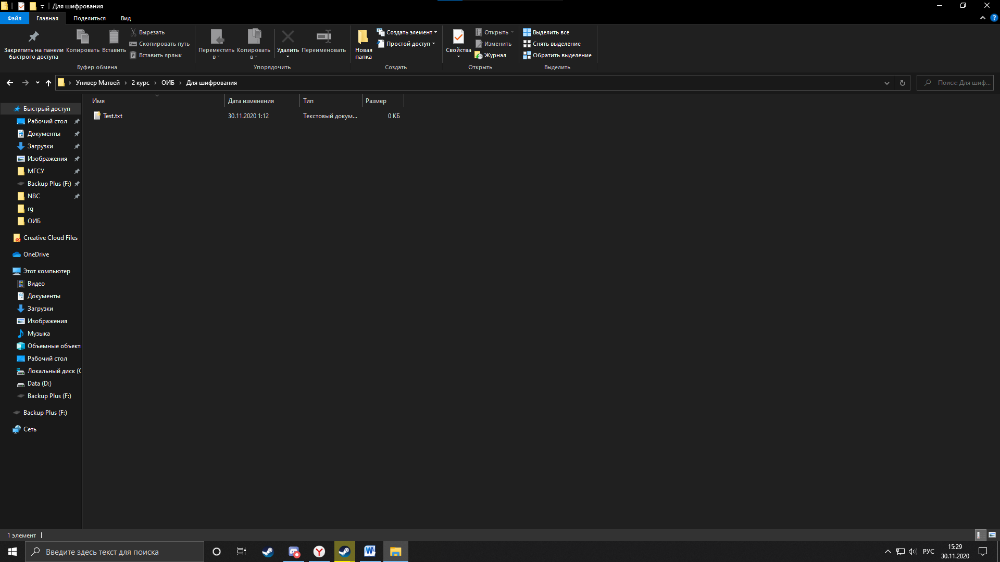 Для шифрования
Файл Главная Поделиться Вид
Закрепить на панели быстрого доступа
Копировать
Вставить
Вырезать
Скопировать путь
Вставить ярлык
Буфер обмена
Переместить в
Копировать в
Удалить
Переименовать
Упорядочить
Новая папка
Создать элемент
Простой доступ
Создать
Свойства
Открыть
Изменить
Журнал
Открыть
Выделить все
Снять выделение
Обратить выделение
Выделить
Универ Матвей › 2 курс › ОИБ › Для шифрования
Поиск: Для шиф...
Имя Дата изменения Тип Размер
Test.txt 30.11.2020 1:12 Текстовый докум... 0 КБ
Быстрый доступ
Рабочий стол
Документы
Загрузки
Изображения
МГСУ
Backup Plus (F:)
NBC
rg
ОИБ
Creative Cloud Files
OneDrive
Этот компьютер
Видео
Документы
Загрузки
Изображения
Музыка
Объемные объекты
Рабочий стол
Локальный диск (C
Data (D:)
Backup Plus (F:)
Backup Plus (F:)
Сеть
1 элемент
Введите здесь текст для поиска
РУС
15:29
30.11.2020